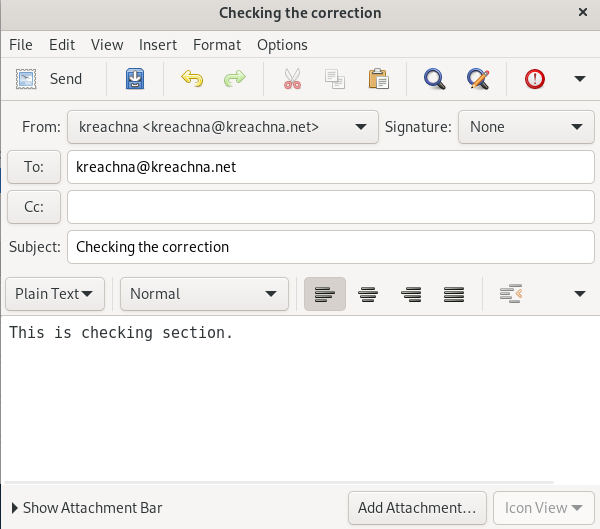 Checking the correction
File Edit View Insert Format Options
Send
From: kreachna <kreachna@kreachna.net> Signature: None
To: kreachna@kreachna.net
Cc:
Subject: Checking the correction
Plain Text Normal
This is checking section.
Show Attachment Bar Add Attachment... Icon View